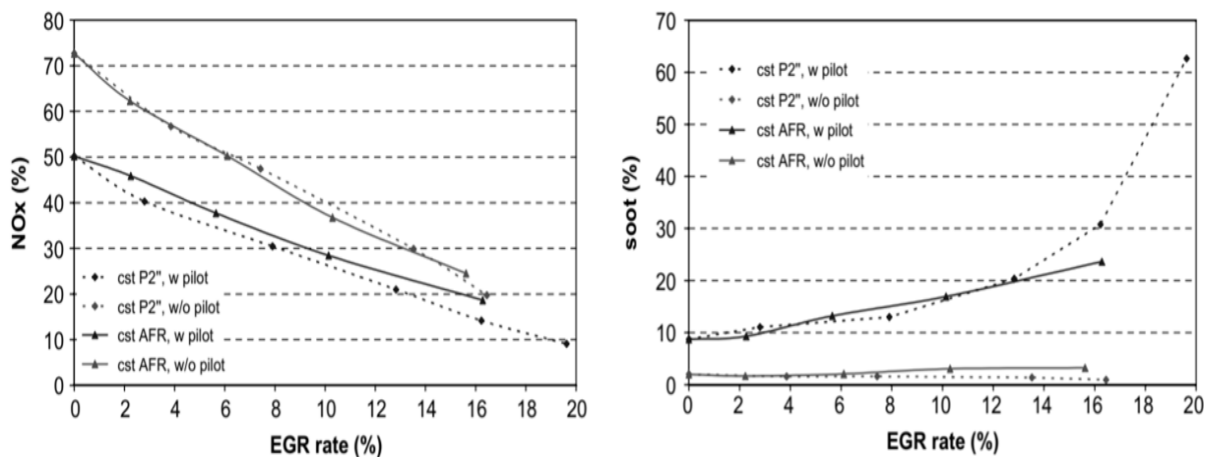 80
70
60
50
40
30
20
10
0
NOx (%)
cst P2", w pilot
cst P2", w/o pilot
cst AFR, w pilot
cst AFR, w/o pilot
0 2 4 6 8 10 12 14 16 18 20
EGR rate (%)
70
60
50
40
30
20
10
0
soot (%)
cst P2", w pilot
cst P2", w/o pilot
cst AFR, w pilot
cst AFR, w/o pilot
0 2 4 6 8 10 12 14 16 18 20
EGR rate (%)